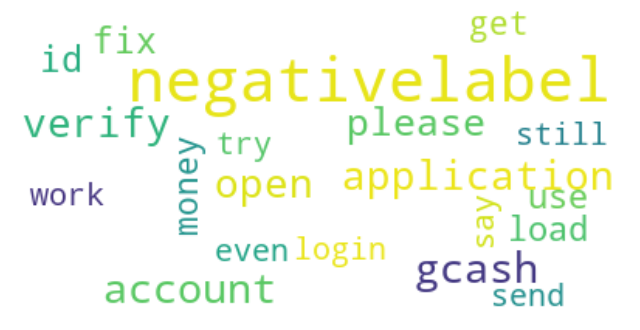 get
fix
id
negativelabel
verify
please
still
try
money
application
open
work
use
say
load
even
login
gcash
account
send